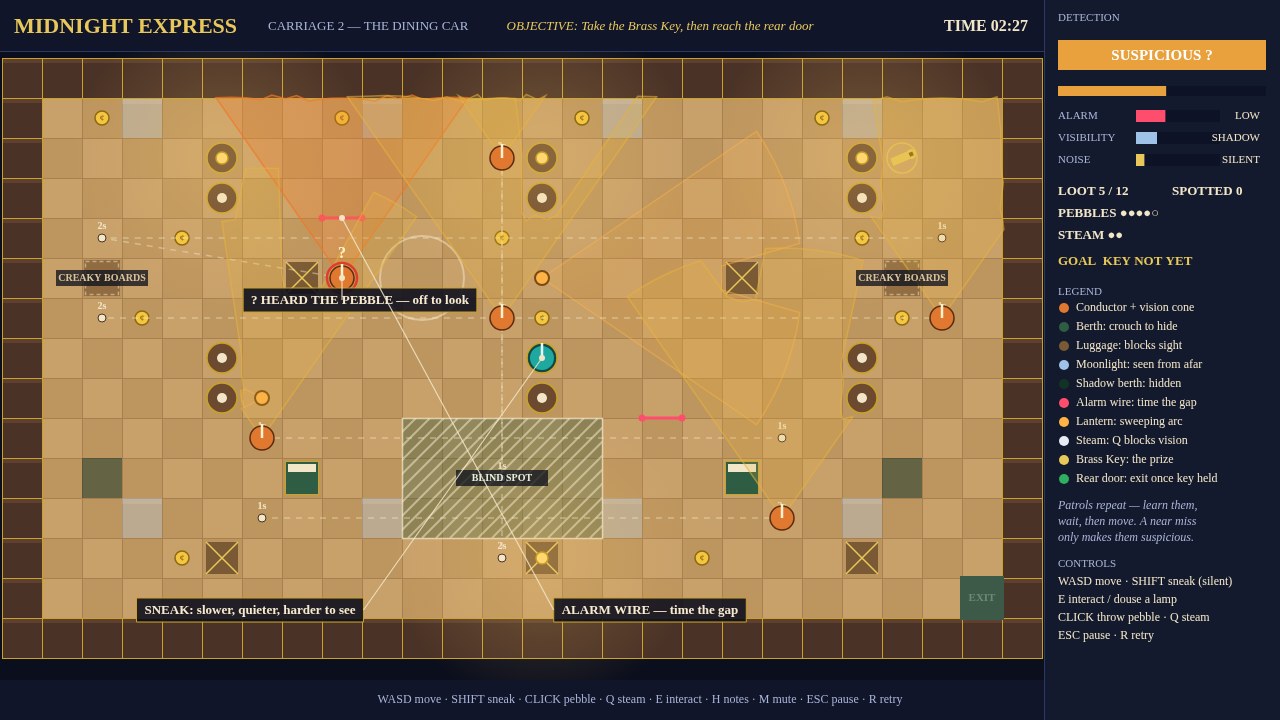 MIDNIGHT EXPRESS
CARRIAGE 2 — THE DINING CAR
OBJECTIVE: Take the Brass Key, then reach the rear door
TIME 02:27
DETECTION
SUSPICIOUS ?
ALARM LOW
VISIBILITY SHADOW
NOISE SILENT
LOOT 5 / 12 SPOTTED 0
PEBBLES ●●●●○
STEAM ●●
GOAL KEY NOT YET
LEGEND
Conductor + vision cone
Berth: crouch to hide
Luggage: blocks sight
Moonlight: seen from afar
Shadow berth: hidden
Alarm wire: time the gap
Lantern: sweeping arc
Steam: Q blocks vision
Brass Key: the prize
Rear door: exit once key held
Patrols repeat — learn them,
wait, then move. A near miss
only makes them suspicious.
CONTROLS
WASD move · SHIFT sneak (silent)
E interact / douse a lamp
CLICK throw pebble · Q steam
ESC pause · R retry
2s
1s
?
CREAKY BOARDS
CREAKY BOARDS
? HEARD THE PEBBLE — off to look
2s
1s
1s
BLIND SPOT
1s
2s
EXIT
SNEAK: slower, quieter, harder to see
ALARM WIRE — time the gap
WASD move · SHIFT sneak · CLICK pebble · Q steam · E interact · H notes · M mute · ESC pause · R retry